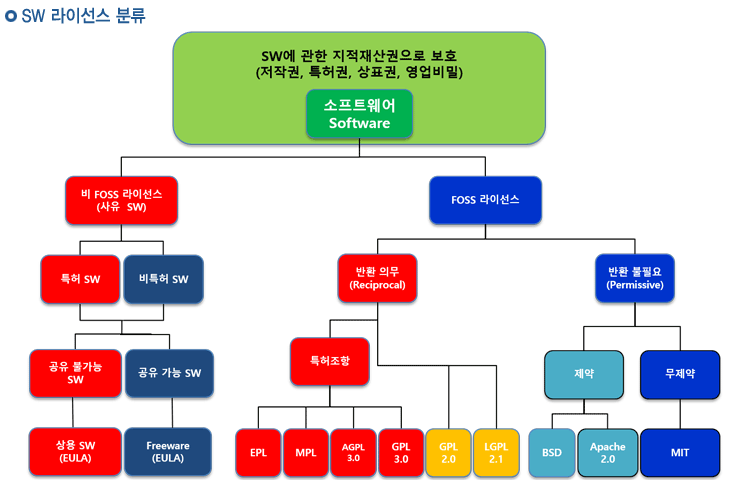 SW 라이선스 분류
SW에 관한 지적재산권으로 보호
(저작권, 특허권, 상표권, 영업비밀)
소프트웨어
Software
비 FOSS 라이선스
(사유 SW)
FOSS 라이선스
특허 SW
비특허 SW
반환 의무
(Reciprocal)
반환 불필요
(Permissive)
공유 불가능
SW
공유 가능 SW
특허조항
제약
무제약
상용 SW
(EULA)
Freeware
(EULA)
EPL
MPL
AGPL
3.0
GPL
3.0
GPL
2.0
LGPL
2.1
BSD
Apache
2.0
MIT